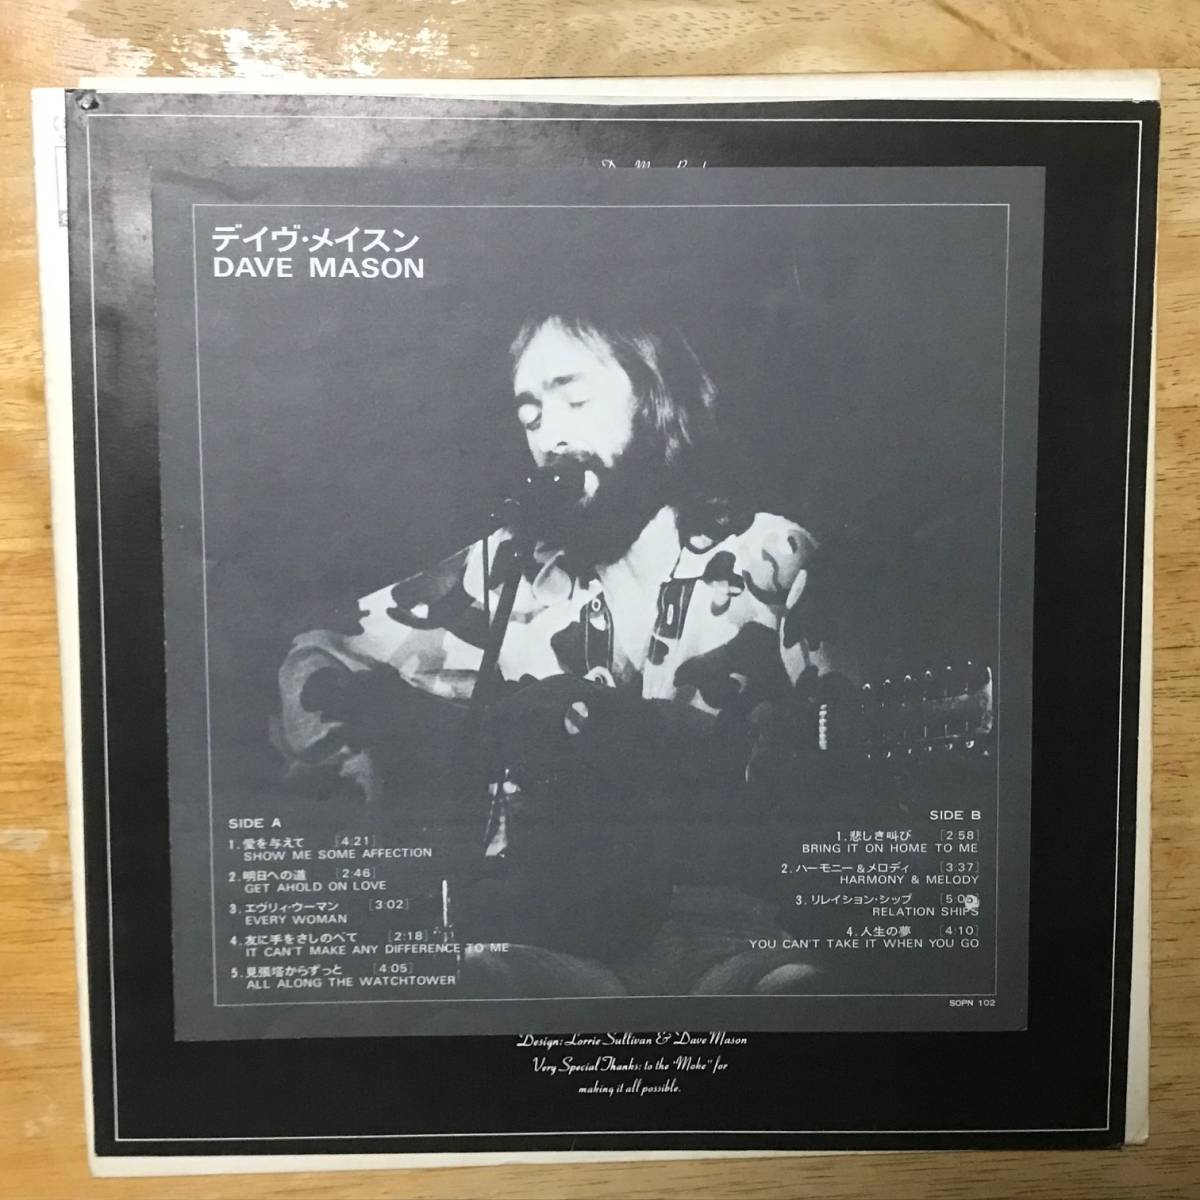 デイヴ・メイスン
DAVE MASON
SIDE A
1. 愛を与えて [4:21]
SHOW ME SOME AFFECTION
2. 明日への道 [2:46]
GET AHOLD ON LOVE
3. エヴリィ・ウーマン [3:02]
EVERY WOMAN
4. 友に手をさしのべて [2:18]
IT CAN'T MAKE ANY DIFFERENCE TO ME
5. 見張塔からずっと [4:05]
ALL ALONG THE WATCHTOWER
SIDE B
1. 悲しき叫び [2:58]
BRING IT ON HOME TO ME
2. ハーモニー&メロディ [3:37]
HARMONY & MELODY
3. リレイション・シップ
RELATION SHIPS
4. 人生の夢 [4:10]
YOU CAN'T TAKE IT WHEN YOU GO
SOPN 102
Design: Lorrie Sullivan & Dave Mason
Very Special Thanks: to the "Moke" for
making it all possible.